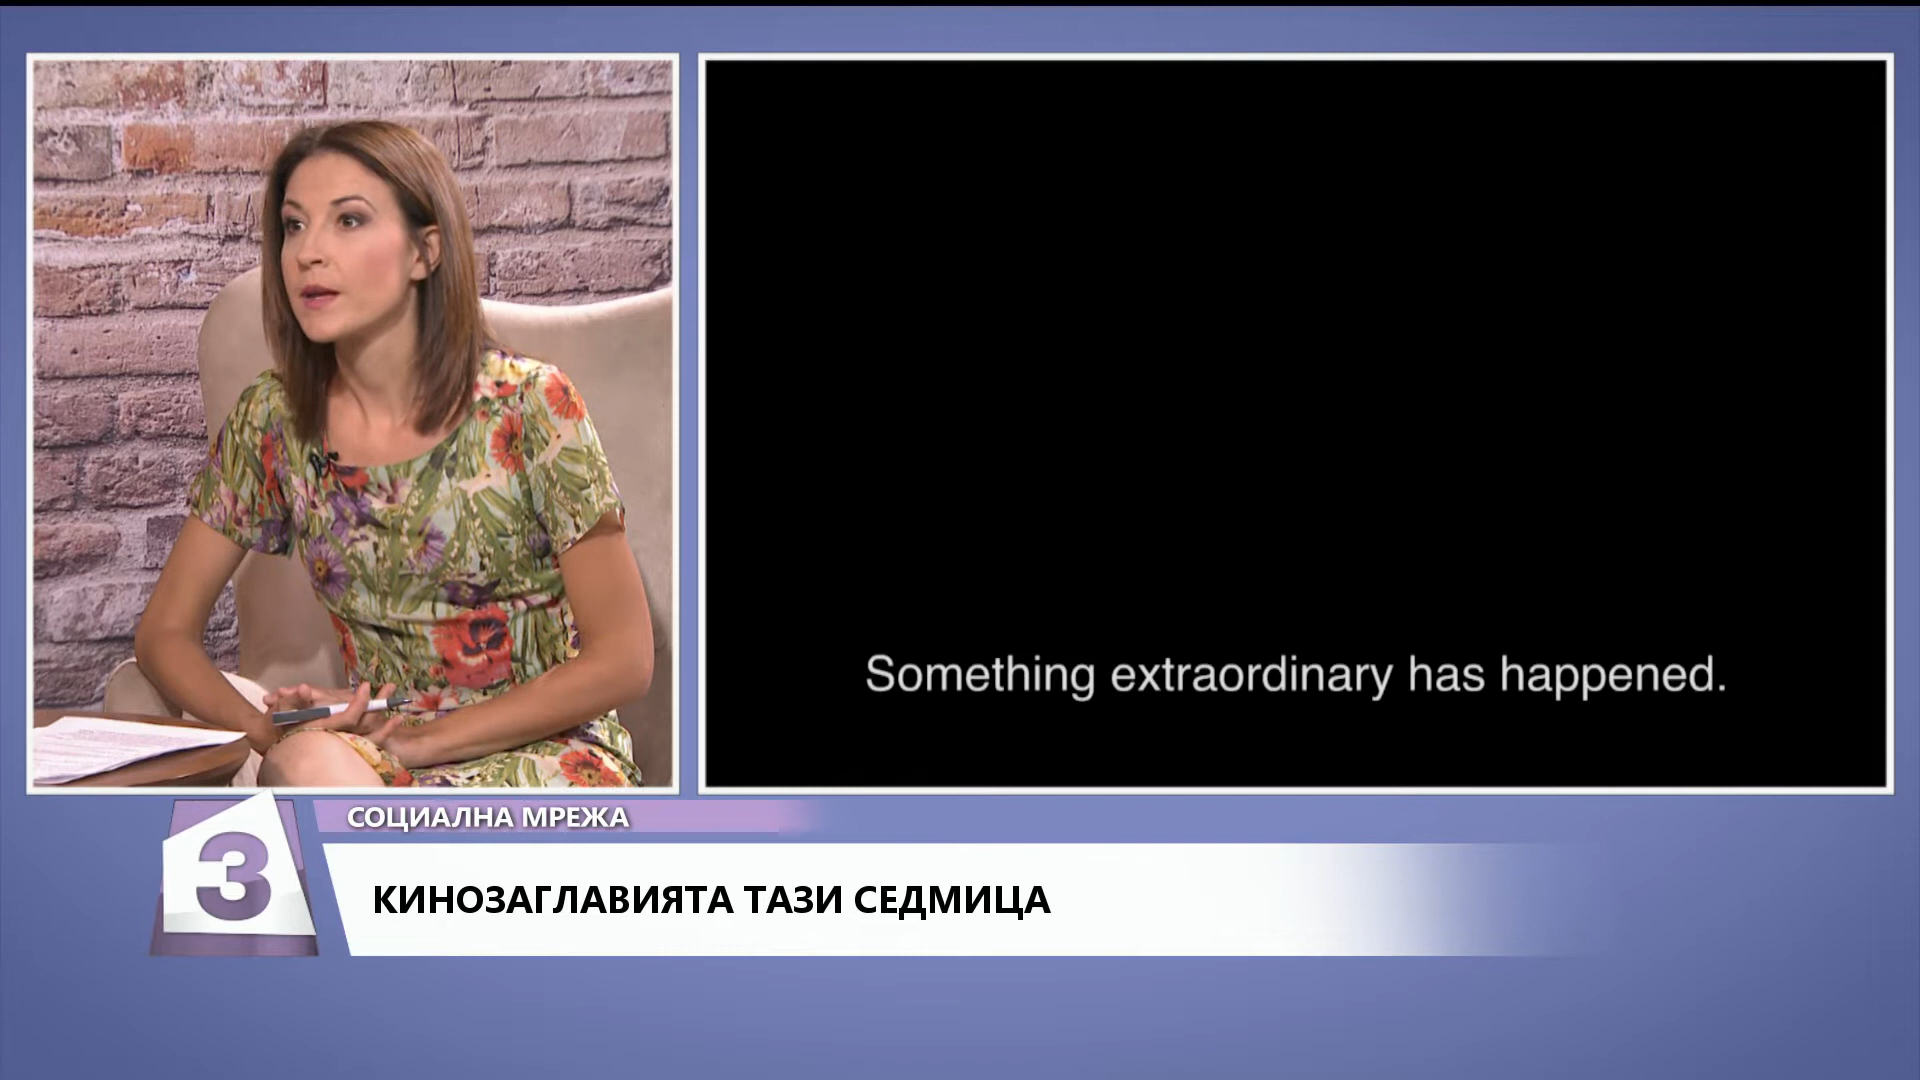 Something extraordinary has happened.
СОЦИАЛНА МРЕЖА
3
КИНОЗАГЛАВИЯТА ТАЗИ СЕДМИЦА